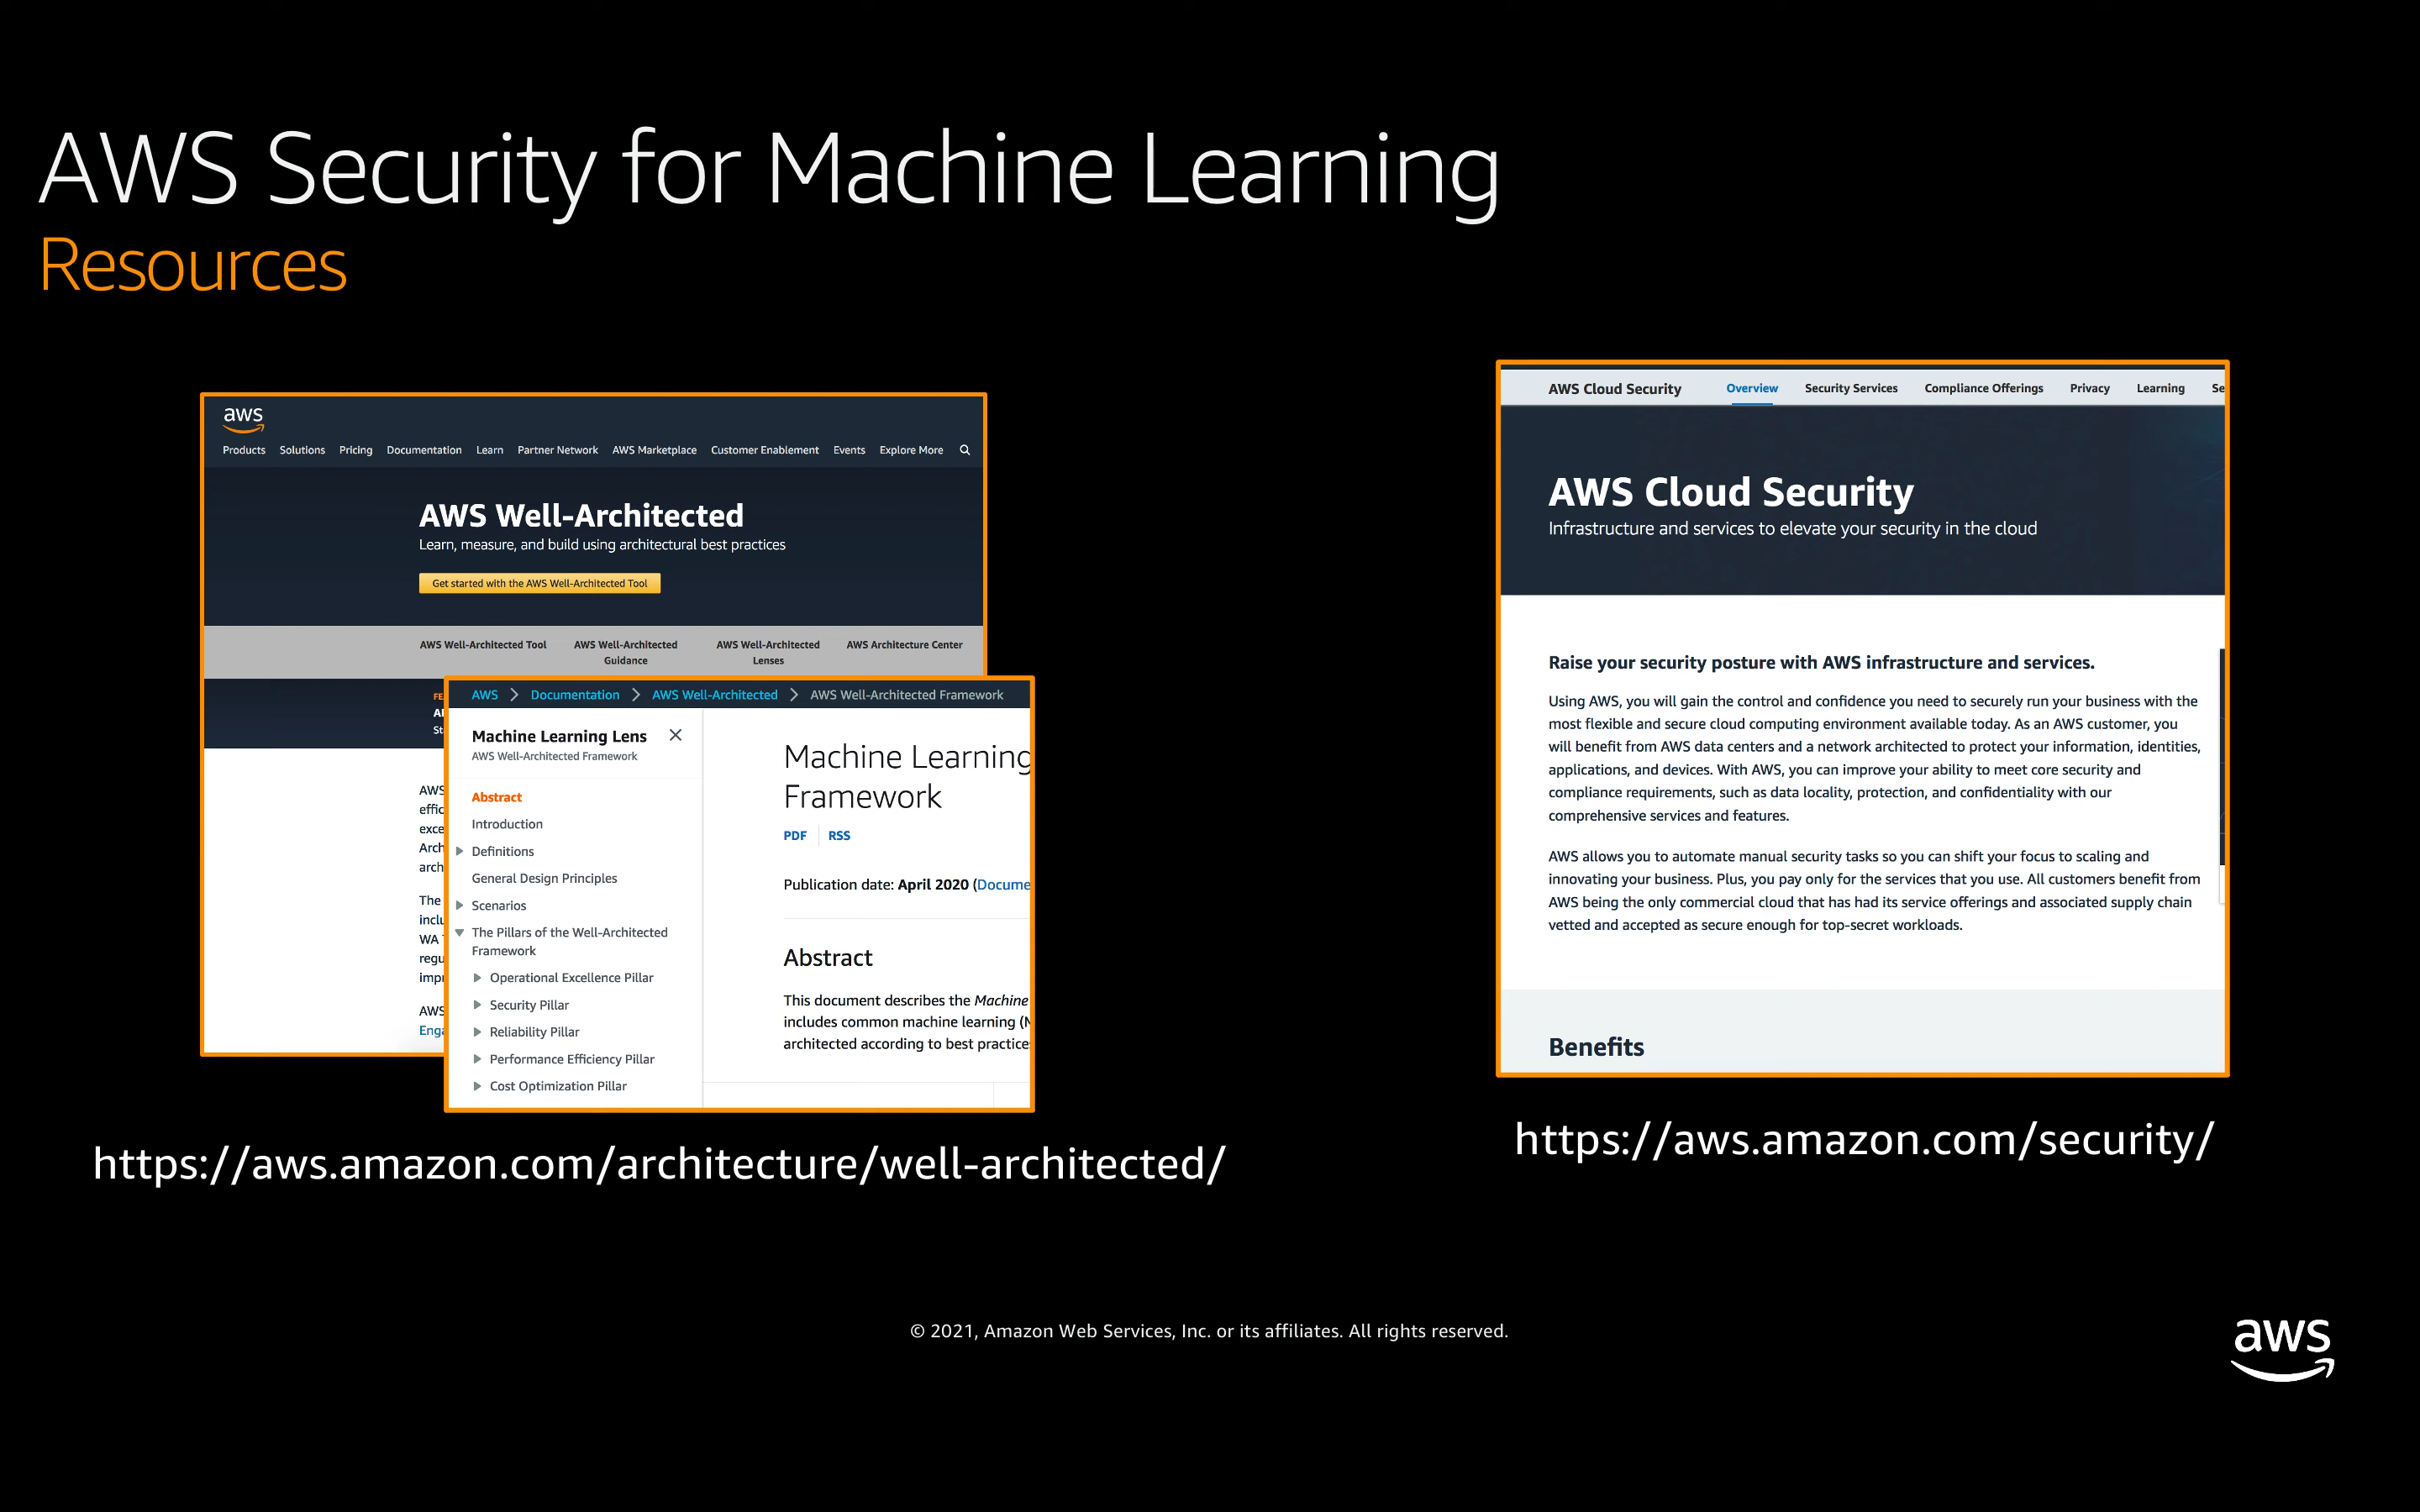 AWS Security for Machine Learning
Resources
aws
Products Solutions Pricing Documentation Learn Partner Network AWS Marketplace Customer Enablement Events Explore More
AWS Well-Architected
Learn, measure, and build using architectural best practices
Get started with the AWS Well-Architected Tool
AWS Well-Architected Tool AWS Well-Architected Guidance AWS Well-Architected Lenses AWS Architecture Center
AWS
The
WA
AWS
AWS > Documentation > AWS Well-Architected > AWS Well-Architected Framework
Machine Learning Lens
AWS Well-Architected Framework
Abstract
Introduction
Definitions
General Design Principles
Scenarios
The Pillars of the Well-Architected
Framework
Operational Excellence Pillar
Security Pillar
Reliability Pillar
Performance Efficiency Pillar
Cost Optimization Pillar
Machine Learning
Framework
PDF RSS
Publication date: April 2020 (Docume
Abstract
This document describes the Machine
includes common machine learning (
architected according to best practice
https://aws.amazon.com/architecture/well-architected/
AWS Cloud Security Overview Security Services Compliance Offerings Privacy Learning Se
AWS Cloud Security
Infrastructure and services to elevate your security in the cloud
Raise your security posture with AWS infrastructure and services.
Using AWS, you will gain the control and confidence you need to securely run your business with the
most flexible and secure cloud computing environment available today. As an AWS customer, you
will benefit from AWS data centers and a network architected to protect your information, identities,
applications, and devices. With AWS, you can improve your ability to meet core security and
compliance requirements, such as data locality, protection, and confidentiality with our
comprehensive services and features.
AWS allows you to automate manual security tasks so you can shift your focus to scaling and
innovating your business. Plus, you pay only for the services that you use. All customers benefit from
AWS being the only commercial cloud that has had its service offerings and associated supply chain
vetted and accepted as secure enough for top-secret workloads.
Benefits
https://aws.amazon.com/security/
© 2021, Amazon Web Services, Inc. or its affiliates. All rights reserved.
aws